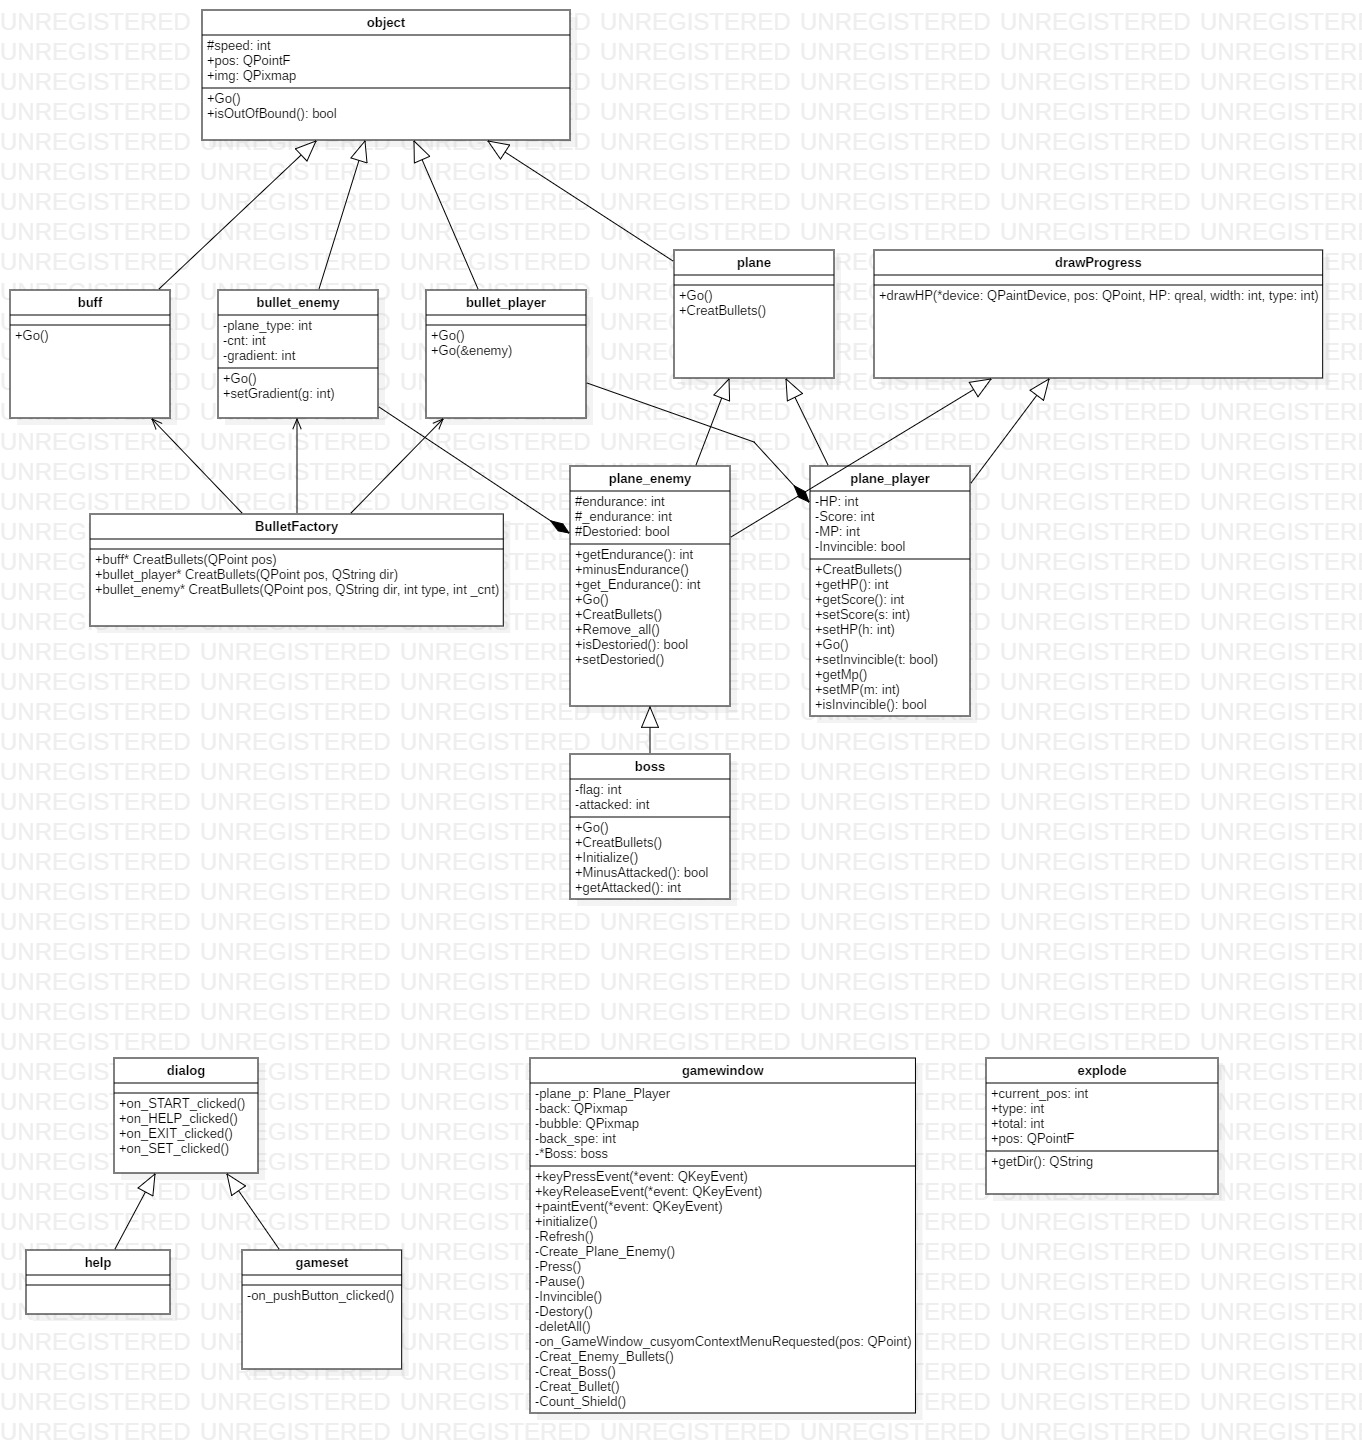 object
#speed: int
+pos: QPointF
+img: QPixmap
+Go()
+isOutOfBound(): bool
buff
+Go()
bullet_enemy
-plane_type: int
-cnt: int
-gradient: int
+Go()
+setGradient(g: int)
bullet_player
+Go()
+Go(&enemy)
plane
+Go()
+CreatBullets()
drawProgress
+drawHP(*device: QPaintDevice, pos: QPoint, HP: qreal, width: int, type: int)
BulletFactory
+buff* CreatBullets(QPoint pos)
+bullet_player* CreatBullets(QPoint pos, QString dir)
+bullet_enemy* CreatBullets(QPoint pos, QString dir, int type, int _cnt)
plane_enemy
#endurance: int
#_endurance: int
#Destoried: bool
+getEndurance(): int
+minusEndurance()
+get_Endurance(): int
+Go()
+CreatBullets()
+Remove_all()
+isDestoried(): bool
+setDestoried()
plane_player
-HP: int
-Score: int
-MP: int
-Invincible: bool
+CreatBullets()
+getHP(): int
+getScore(): int
+setScore(s: int)
+setHP(h: int)
+Go()
+setInvincible(t: bool)
+getMp()
+setMP(m: int)
+isInvincible(): bool
boss
-flag: int
-attacked: int
+Go()
+CreatBullets()
+Initialize()
+MinusAttacked(): bool
+getAttacked(): int
dialog
+on_START_clicked()
+on_HELP_clicked()
+on_EXIT_clicked()
+on_SET_clicked()
help
gameset
-on_pushButton_clicked()
gamewindow
-plane_p: Plane_Player
-back: QPixmap
-bubble: QPixmap
-back_spe: int
-*Boss: boss
+keyPressEvent(*event: QKeyEvent)
+keyReleaseEvent(*event: QKeyEvent)
+paintEvent(*event: QKeyEvent)
+initialize()
-Refresh()
-Create_Plane_Enemy()
-Press()
-Pause()
-Invincible()
-Destory()
-deletAll()
-on_GameWindow_cusyomContextMenuRequested(pos: QPoint)
-Creat_Enemy_Bullets()
-Creat_Boss()
-Creat_Bullet()
-Count_Shield()
explode
+current_pos: int
+type: int
+total: int
+pos: QPointF
+getDir(): QString